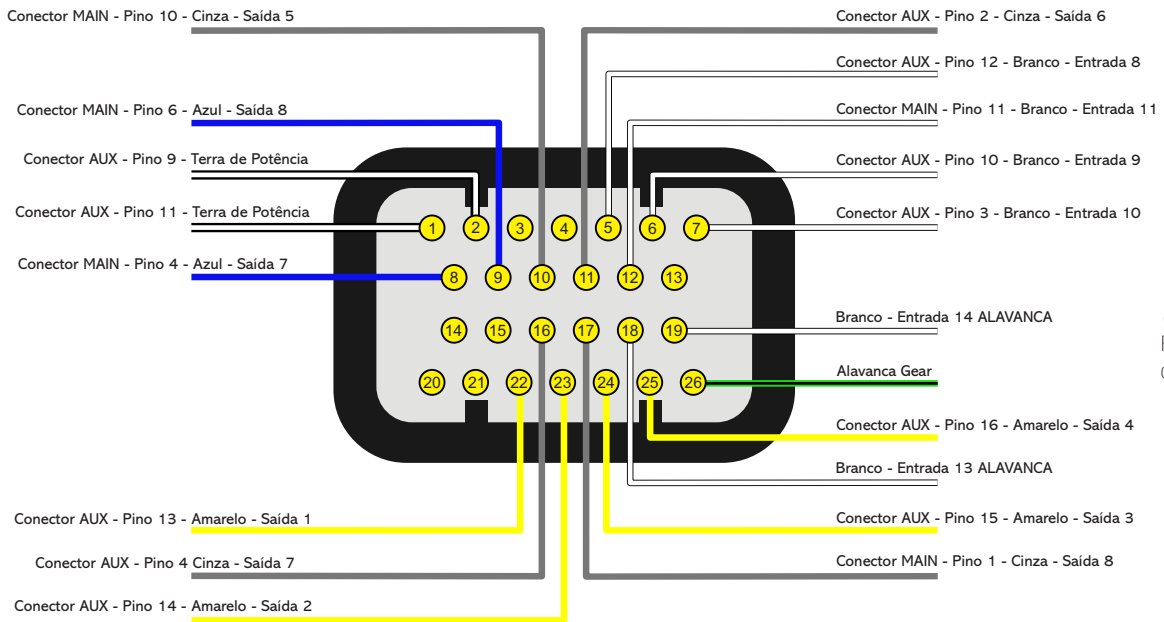 Conector MAIN - Pino 10 - Cinza - Saída 5
Conector AUX - Pino 2 - Cinza - Saída 6
Conector AUX - Pino 12 - Branco - Entrada 8
Conector MAIN - Pino 6 - Azul - Saída 8
Conector MAIN - Pino 11 - Branco - Entrada 11
Conector AUX - Pino 9 - Terra de Potência
Conector AUX - Pino 10 - Branco - Entrada 9
Conector AUX - Pino 11 - Terra de Potência
Conector AUX - Pino 3 - Branco - Entrada 10
1 2 3 4 5 6 7
Conector MAIN - Pino 4 - Azul - Saída 7
8 9 10 11 12 13
Branco - Entrada 14 ALAVANCA
14 15 16 17 18 19
Alavanca Gear
20 21 22 23 24 25 26
Conector AUX - Pino 16 - Amarelo - Saída 4
Branco - Entrada 13 ALAVANCA
Conector AUX - Pino 13 - Amarelo - Saída 1
Conector AUX - Pino 15 - Amarelo - Saída 3
Conector AUX - Pino 4 Cinza - Saída 7
Conector MAIN - Pino 1 - Cinza - Saída 8
Conector AUX - Pino 14 - Amarelo - Saída 2